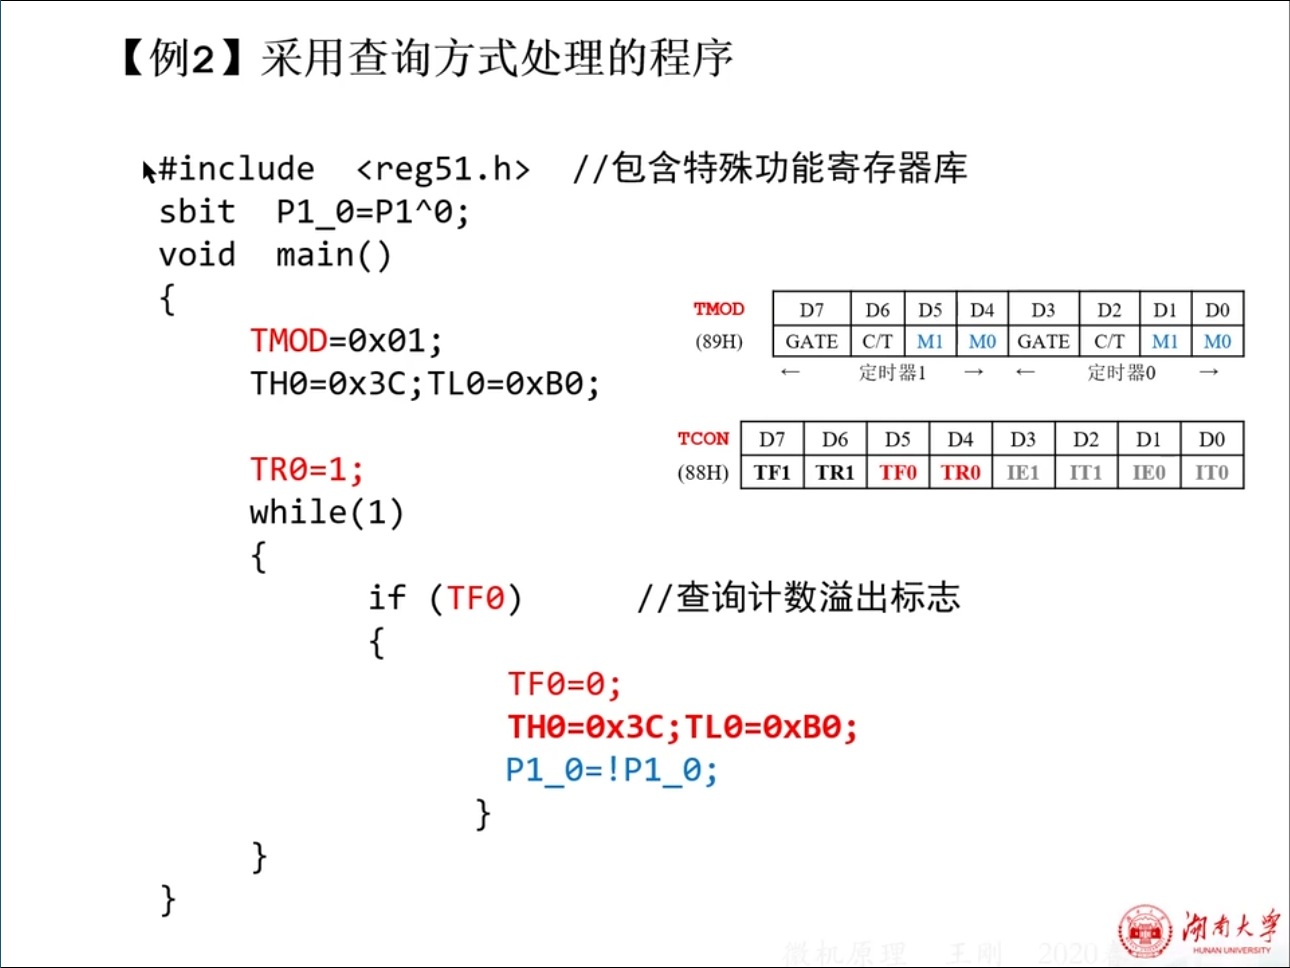 【例2】采用查询方式处理的程序
#include <reg51.h> //包含特殊功能寄存器库
sbit P1_0=P1^0;
void main()
{
TMOD=0x01;
TH0=0x3C;TL0=0xB0;
TMOD D7 D6 D5 D4 D3 D2 D1 D0
(89H) GATE C/T M1 M0 GATE C/T M1 M0
← 定时器1 → ← 定时器0 →
TCON D7 D6 D5 D4 D3 D2 D1 D0
(88H) TF1 TR1 TF0 TR0 IE1 IT1 IE0 IT0
TR0=1;
while(1)
{
if (TF0) //查询计数溢出标志
{
TF0=0;
TH0=0x3C;TL0=0xB0;
P1_0=!P1_0;
}
}
}
湖南大学
HUNAN UNIVERSITY
微机原理 王刚 2020春